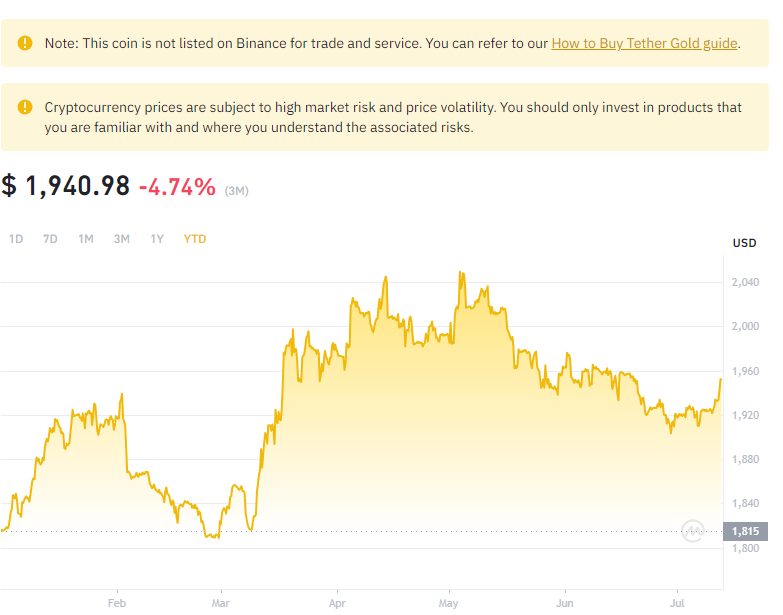 Note: This coin is not listed on Binance for trade and service. You can refer to our How to Buy Tether Gold guide.
Cryptocurrency prices are subject to high market risk and price volatility. You should only invest in products that
you are familiar with and where you understand the associated risks.
$ 1,940.98 -4.74% (3M)
1D 7D 1M 3M 1Y YTD
USD
2,040
2,000
1,960
1,920
1,880
1,840
1,815
1,800
Feb Mar Apr May Jun Jul